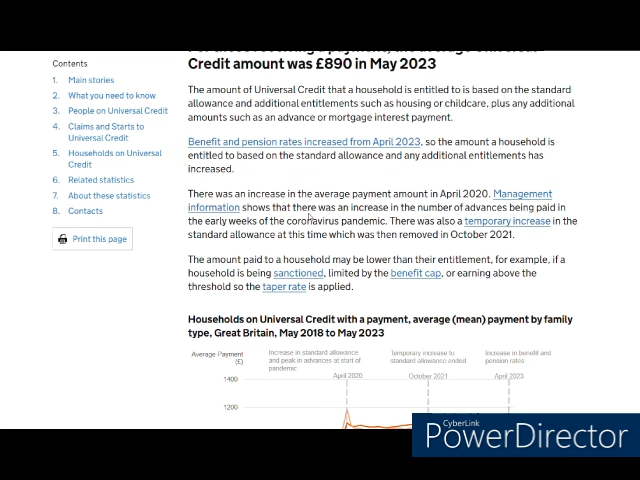 Credit amount was £890 in May 2023
Contents
1. Main stories
2. What you need to know
3. People on Universal Credit
4. Claims and Starts to
Universal Credit
5. Households on Universal
Credit
6. Related statistics
7. About these statistics
8. Contacts
Print this page
The amount of Universal Credit that a household is entitled to is based on the standard
allowance and additional entitlements such as housing or childcare, plus any additional
amounts such as an advance or mortgage interest payment.
Benefit and pension rates increased from April 2023, so the amount a household is
entitled to based on the standard allowance and any additional entitlements has
increased.
There was an increase in the average payment amount in April 2020. Management
information shows that there was an increase in the number of advances being paid in
the early weeks of the coronavirus pandemic. There was also a temporary increase in the
standard allowance at this time which was then removed in October 2021.
The amount paid to a household may be lower than their entitlement, for example, if a
household is being sanctioned, limited by the benefit cap, or earning above the
threshold so the taper rate is applied.
Households on Universal Credit with a payment, average (mean) payment by family
type, Great Britain, May 2018 to May 2023
Average Payment
(£)
Increase in standard allowance
and peak in advances at start of
pandemic
April 2020
Temporary increase to
standard allowance ended
October 2021
Increase in benefit and
pension rates
April 2023
1400
1200
CyberLink
PowerDirector